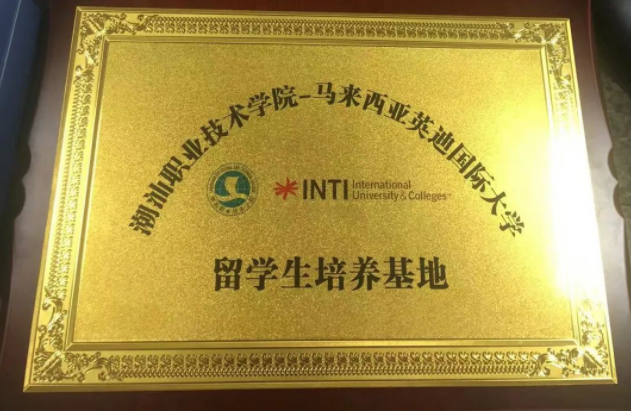 潮汕职业技术学院-马来西亚英迪国际大学
INTI International
University & Colleges
留学生培养基地